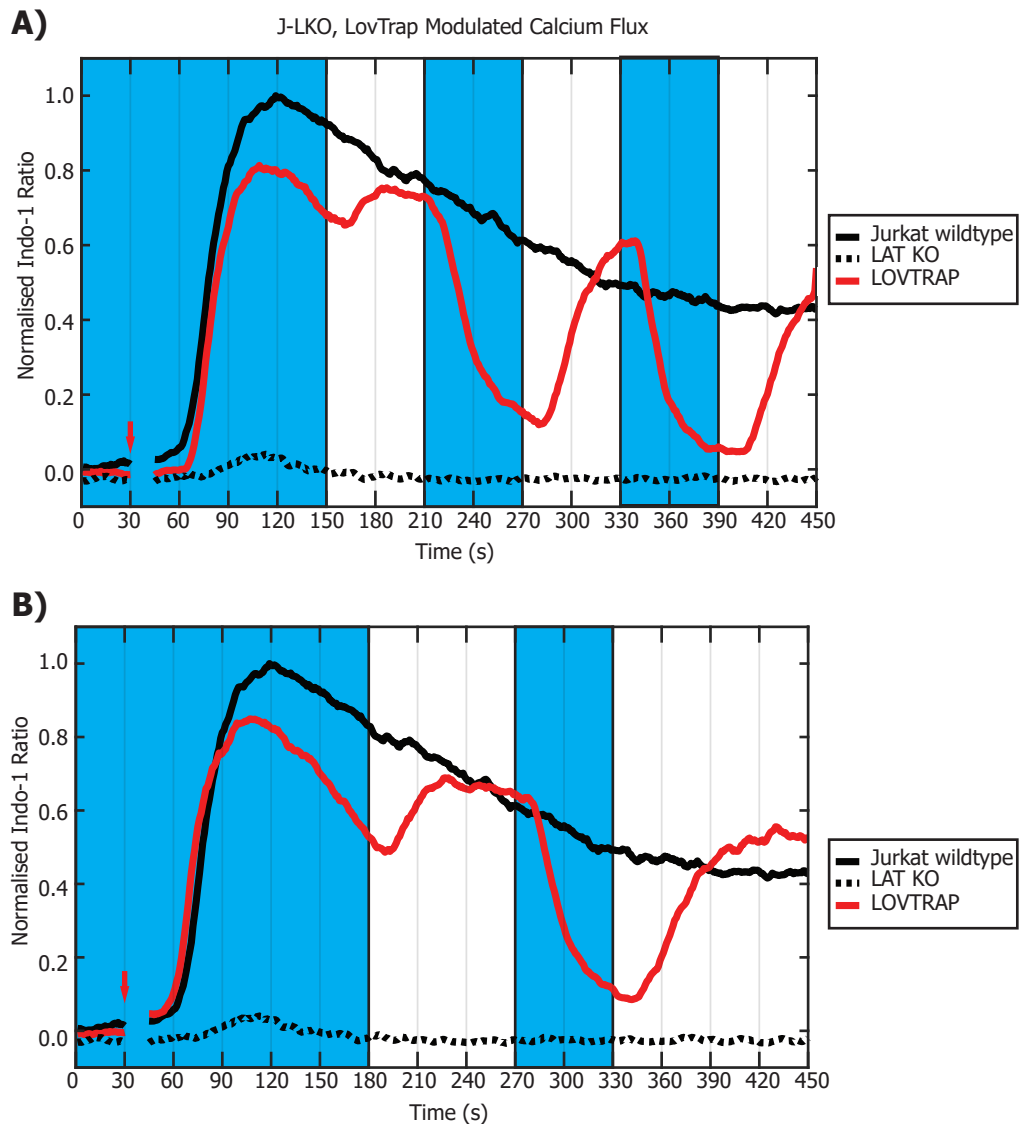 A)
J-LKO, LovTrap Modulated Calcium Flux
Normalised Indo-1 Ratio
1.0
0.8
0.6
0.4
0.2
0.0
0 30 60 90 120 150 180 210 240 270 300 330 360 390 420 450
Time (s)
Jurkat wildtype
LAT KO
LOVTRAP
B)
Normalised Indo-1 Ratio
1.0
0.8
0.6
0.4
0.2
0.0
0 30 60 90 120 150 180 210 240 270 300 330 360 390 420 450
Time (s)
Jurkat wildtype
LAT KO
LOVTRAP